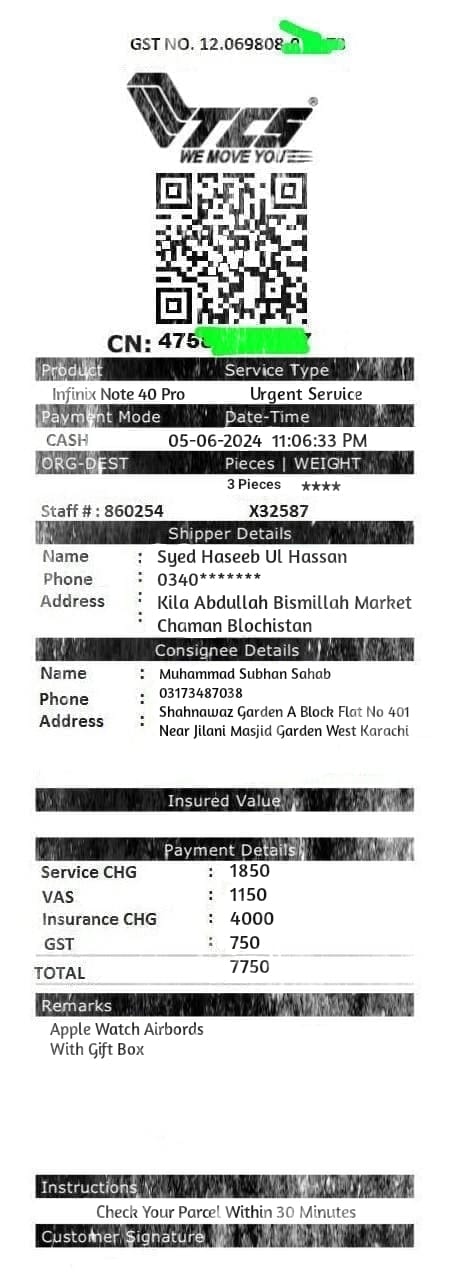 GST NO. 12.069808
TCS
WE MOVE YOU
CN: 475
Product Service Type
Infinix Note 40 Pro Urgent Service
Payment Mode Date-Time
CASH 05-06-2024 11:06:33 PM
ORG-DEST Pieces | WEIGHT
3 Pieces ****
Staff # : 860254 X32587
Shipper Details
Name : Syed Haseeb Ul Hassan
Phone : 0340*******
Address : Kila Abdullah Bismillah Market
: Chaman Blochistan
Consignee Details
Name : Muhammad Subhan Sahab
Phone : 03173487038
Address : Shahnawaz Garden A Block Flat No 401
Near Jilani Masjid Garden West Karachi
Insured Value
Payment Details
Service CHG : 1850
VAS : 1150
Insurance CHG : 4000
GST : 750
TOTAL 7750
Remarks
Apple Watch Airbords
With Gift Box
Instructions
Check Your Parcel Within 30 Minutes
Customer Signature